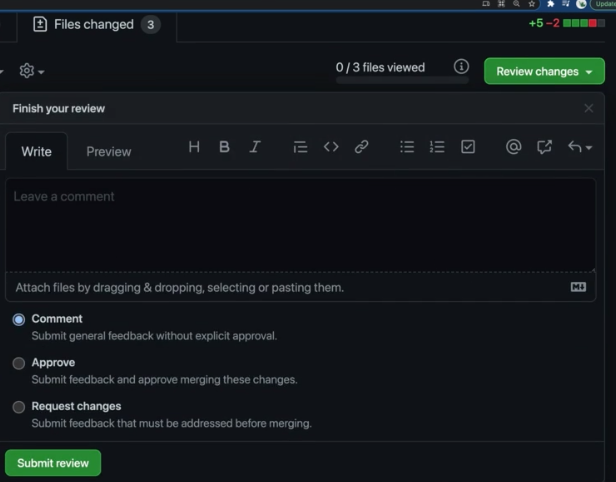 Update
Files changed 3
+5 −2
0 / 3 files viewed
Review changes
Finish your review
Write Preview
H B I
Leave a comment
Attach files by dragging & dropping, selecting or pasting them.
Comment
Submit general feedback without explicit approval.
Approve
Submit feedback and approve merging these changes.
Request changes
Submit feedback that must be addressed before merging.
Submit review